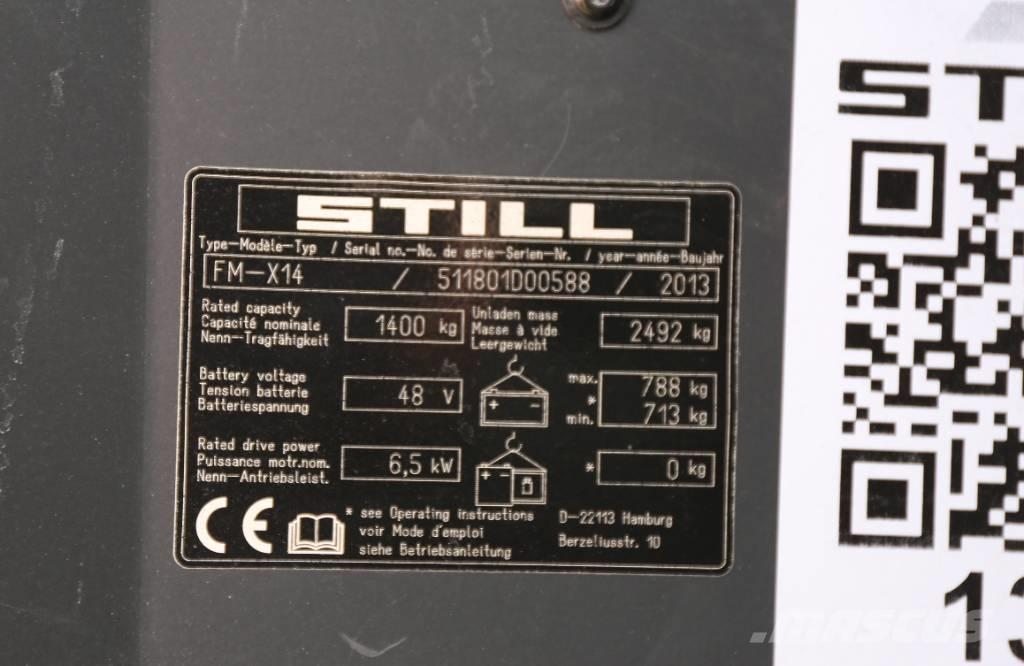 STILL
Type-Modèle-Typ / Serial no.-No. de série-Serien-Nr. / year-année-Baujahr
FM-X14 / 511801D00588 / 2013
Rated capacity
Capacité nominale
Nenn-Tragfähigkeit
1400 kg
Unladen mass
Masse à vide
Leergewicht
2492 kg
Battery voltage
Tension batterie
Batteriespannung
48 V
+ -
max. 788 kg
*
min. 713 kg
Rated drive power
Puissance motr.nom.
Nenn-Antriebsleist.
6,5 kW
+ -
* 0 kg
CE
* see Operating instructions
voir Mode d'emploi
siehe Betriebsanleitung
D-22113 Hamburg
Berzeliusstr. 10
ST
13
.MASCUS